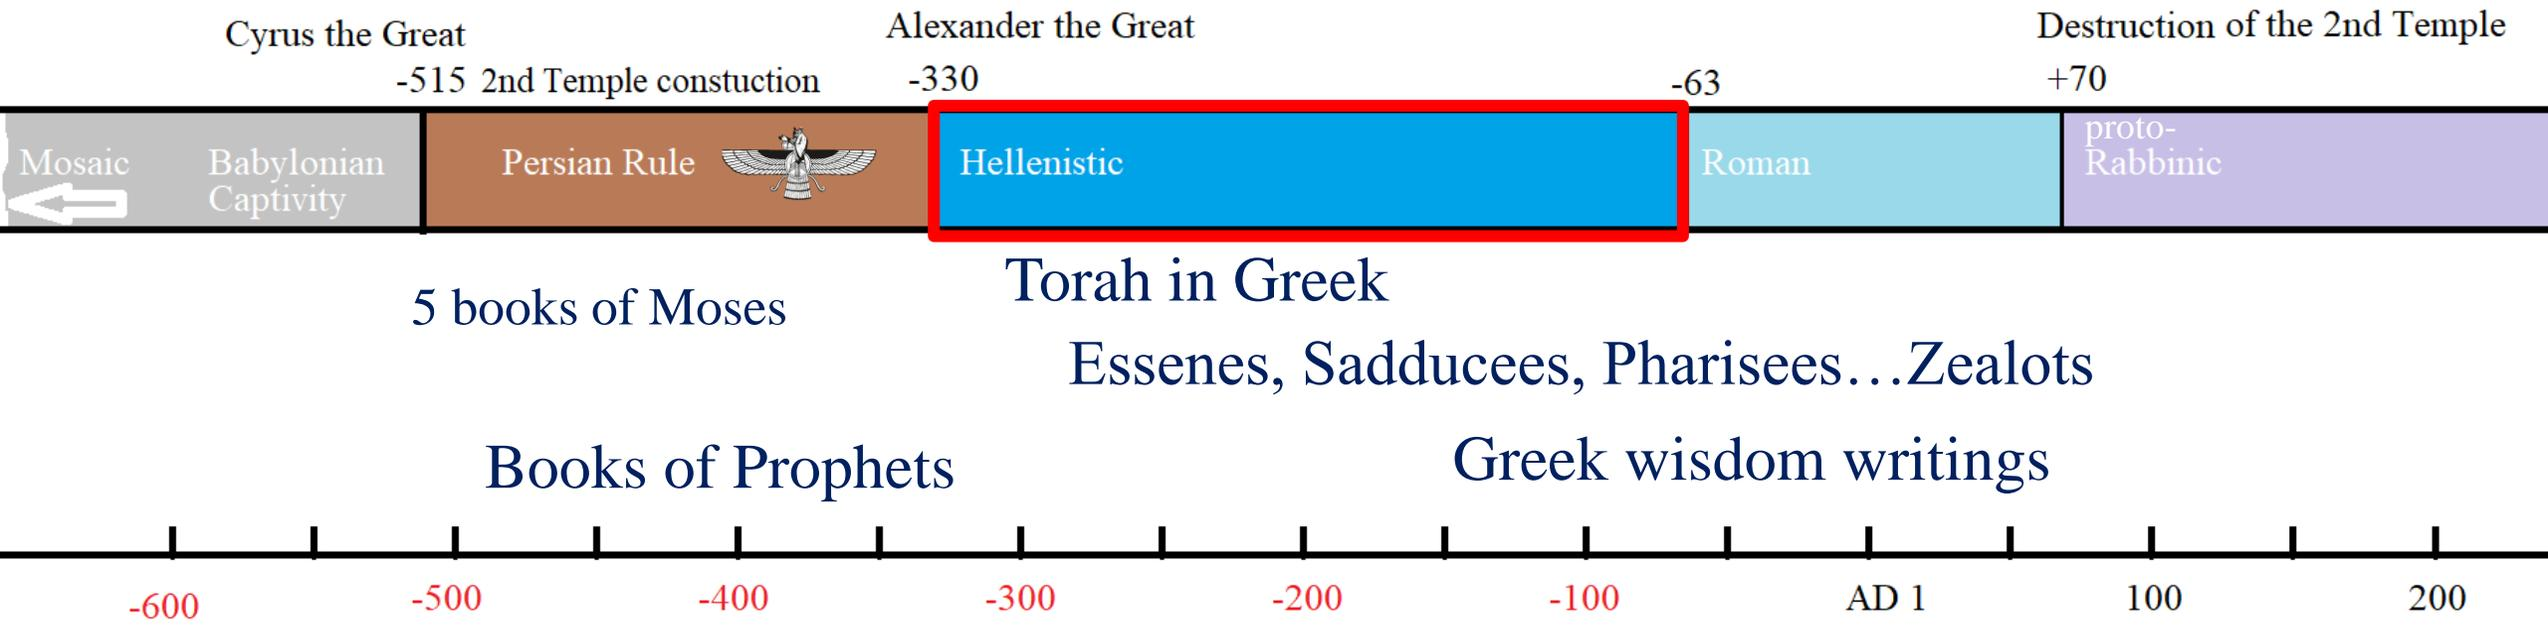 Cyrus the Great
Alexander the Great
Destruction of the 2nd Temple
-515 2nd Temple constuction
-330
-63
+70
Mosaic
Babylonian
Captivity
Persian Rule
Hellenistic
Roman
proto-
Rabbinic
5 books of Moses
Torah in Greek
Essenes, Sadducees, Pharisees…Zealots
Books of Prophets
Greek wisdom writings
-600
-500
-400
-300
-200
-100
AD 1
100
200